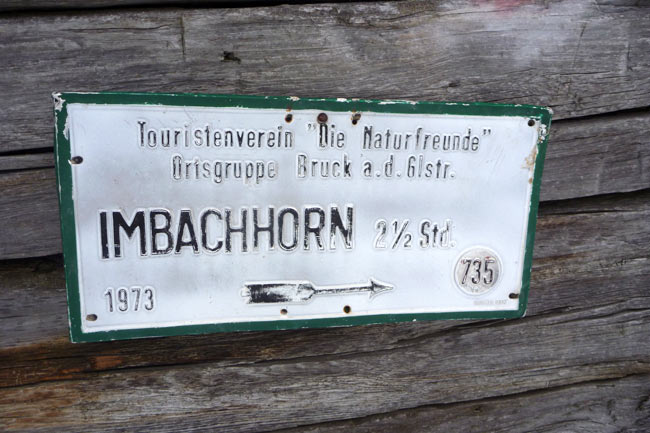 Touristenverein "Die Naturfreunde"
Ortsgruppe Bruck a.d. Glstr.
IMBACHHORN 2½ Std.
735
1973